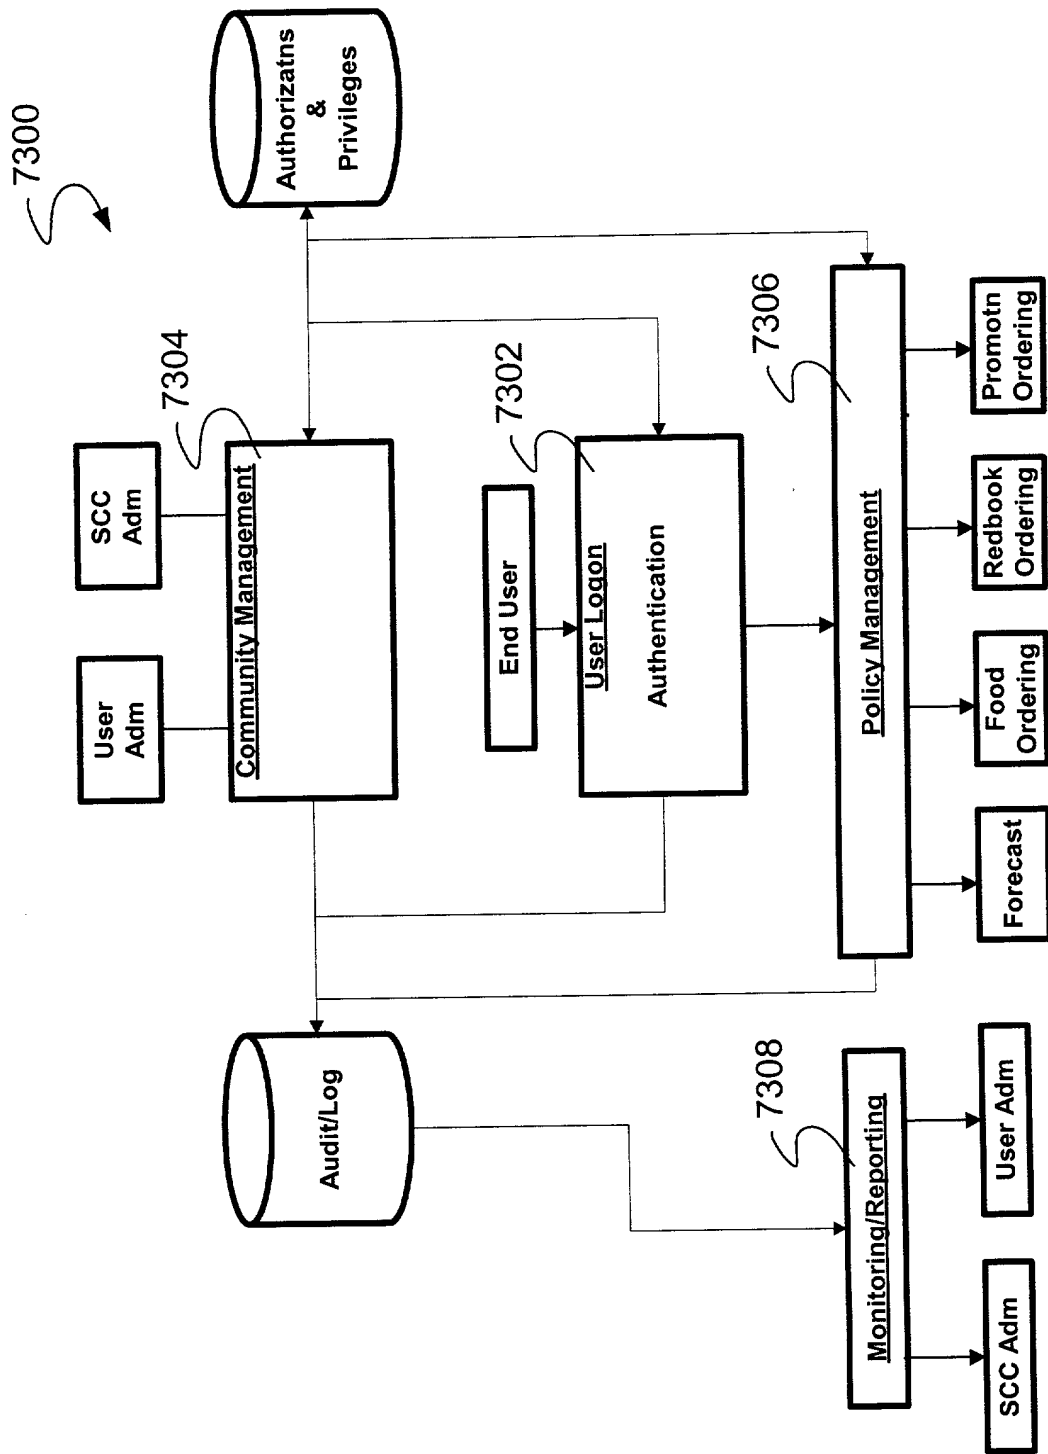 7300
User
Adm
SCC
Adm
7304
Authorizatns
&
Privileges
Community Management
Audit/Log
End User
7302
User Logon
Authentication
7306
Policy Management
7308
Monitoring/Reporting
SCC Adm
User Adm
Forecast
Food
Ordering
Redbook
Ordering
Promotn
Ordering